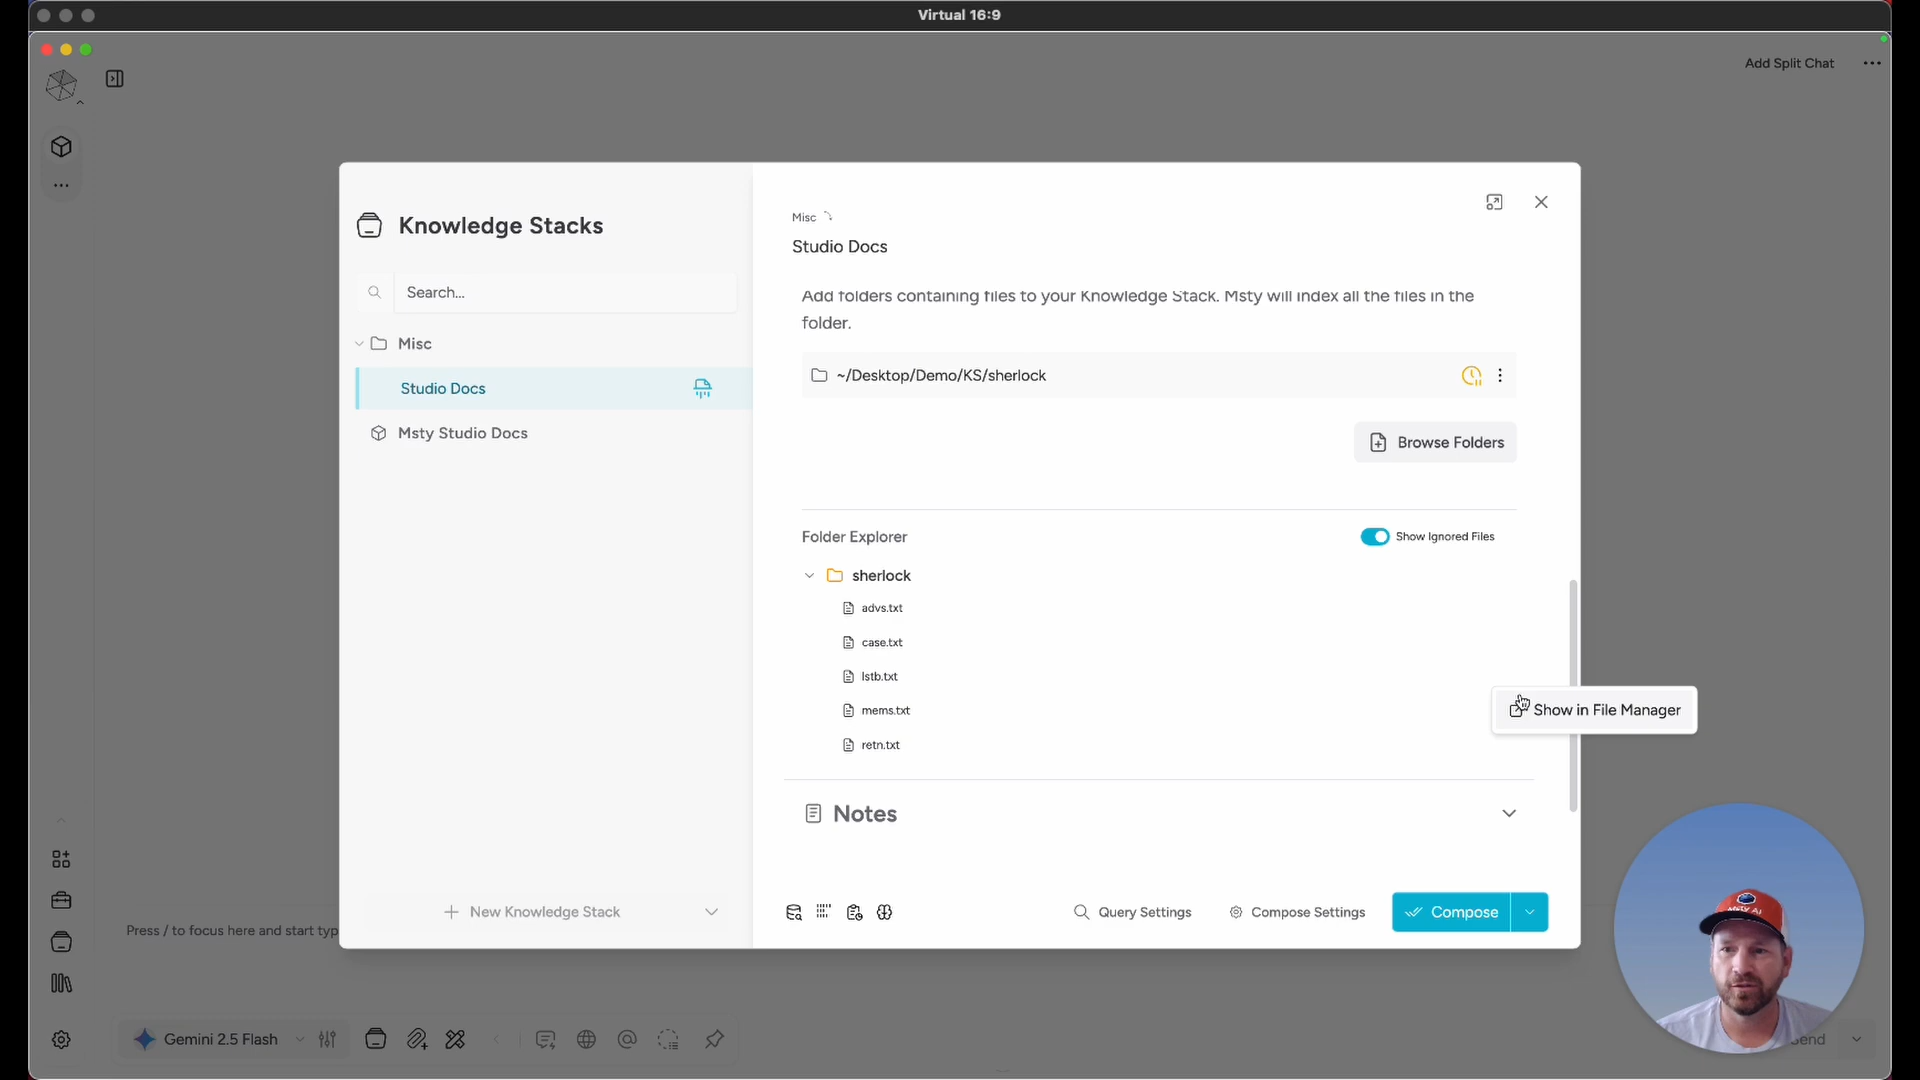 Virtual 16:9
Add Split Chat
Knowledge Stacks
Search...
Misc
Studio Docs
Msty Studio Docs
New Knowledge Stack
Misc
Studio Docs
Add folders containing files to your Knowledge Stack. Msty will index all the files in the
folder.
~/Desktop/Demo/KS/sherlock
Browse Folders
Folder Explorer
Show Ignored Files
sherlock
advs.txt
case.txt
lstb.txt
mems.txt
retn.txt
Show in File Manager
Notes
Query Settings
Compose Settings
Compose
Press / to focus here and start typ
Gemini 2.5 Flash
Msty AI